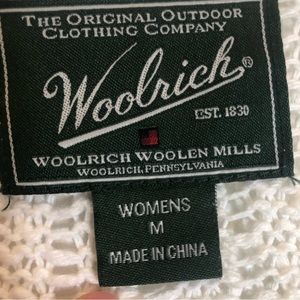 THE ORIGINAL OUTDOOR
CLOTHING COMPANY
Woolrich®
EST. 1830
WOOLRICH WOOLEN MILLS
WOOLRICH, PENNSYLVANIA
WOMENS
M
MADE IN CHINA